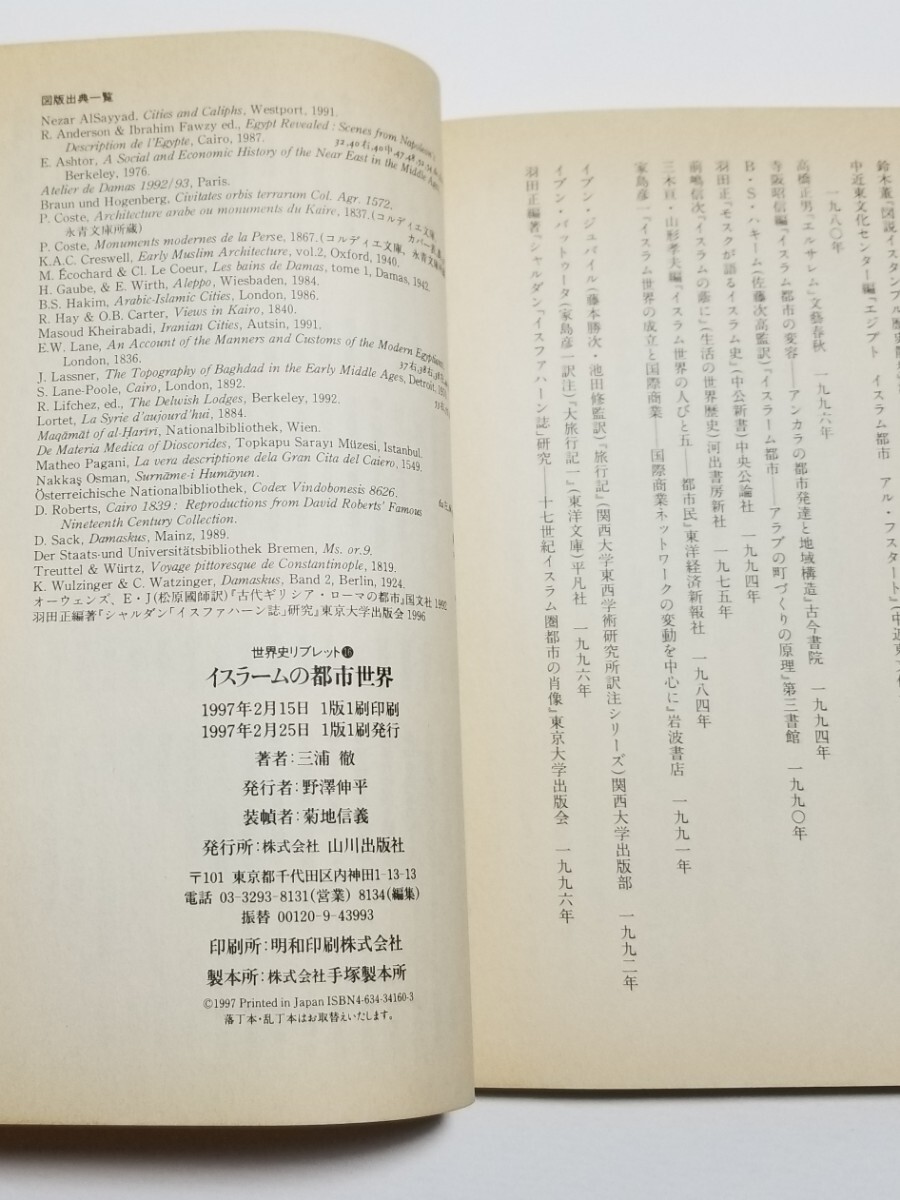 図版出典一覧
Nezar AlSayyad, Cities and Caliphs, Westport, 1991.
R. Anderson & Ibrahim Fawzy ed., Egypt Revealed : Scenes from Napoleon's
Description de l'Egypte, Cairo, 1987.
E. Ashtor, A Social and Economic History of the Near East in the Middle Ages,
Berkeley, 1976.
Atelier de Damas 1992/93, Paris.
Braun und Hogenberg, Civitates orbis terrarum Col. Agr. 1572.
P. Coste, Architecture arabe ou monuments du Kaire, 1837.(コルディエ文庫
永青文庫所蔵)
P. Coste, Monuments modernes de la Perse, 1867.(コルディエ文庫,
K.A.C. Creswell, Early Muslim Architecture, vol.2, Oxford, 1940.
M. Écochard & Cl. Le Coeur, Les bains de Damas, tome 1, Damas, 1942.
H. Gaube, & E. Wirth, Aleppo, Wiesbaden, 1984.
B.S. Hakim, Arabic-Islamic Cities, London, 1986.
R. Hay & O.B. Carter, Views in Kairo, 1840.
Masoud Kheirabadi, Iranian Cities, Autsin, 1991.
E.W. Lane, An Account of the Manners and Customs of the Modern Egyptians,
London, 1836.
J. Lassner, The Topography of Baghdad in the Early Middle Ages, Detroit,
S. Lane-Poole, Cairo, London, 1892.
R. Lifchez, ed., The Delwish Lodges, Berkeley, 1992.
Lortet, La Syrie d'aujourd'hui, 1884.
Maqāmāt of al-Harīrī, Nationalbibliothek, Wien.
De Materia Medica of Dioscorides, Topkapu Sarayı Müzesi, Istanbul.
Matheo Pagani, La vera descriptione dela Gran Cita del Caiero, 1549.
Nakkaş Osman, Surnāme-i Humāyun.
Österreichische Nationalbibliothek, Codex Vindobonesis 8626.
D. Roberts, Cairo 1839 : Reproductions from David Roberts' Famous
Nineteenth Century Collection.
D. Sack, Damaskus, Mainz, 1989.
Der Staats-und Universitätsbibliothek Bremen, Ms. or.9.
Treuttel & Würtz, Voyage pittoresque de Constantinople, 1819.
K. Wulzinger & C. Watzinger, Damaskus, Band 2, Berlin, 1924.
オーウェンズ, E・J(松原國師訳)『古代ギリシア・ローマの都市』国文社 1992
羽田正編著『シャルダン「イスファハーン誌」研究』東京大学出版会 1996
世界史リブレット⓰
イスラームの都市世界
1997年2月15日 1版1刷印刷
1997年2月25日 1版1刷発行
著者:三浦 徹
発行者:野澤伸平
装幀者:菊地信義
発行所:株式会社 山川出版社
〒101 東京都千代田区内神田1-13-13
電話 03-3293-8131(営業) 8134(編集)
振替 00120-9-43993
印刷所:明和印刷株式会社
製本所:株式会社手塚製本所
©1997 Printed in Japan ISBN4-634-34160-3
落丁本・乱丁本はお取替えいたします。
鈴木董『図説イスタンブル歴史
中近東文化センター編『エジプト イスラム都市 アル・フスタート』(中近東
一九八〇年
高橋正男『エルサレム』文藝春秋 一九九六年
寺阪昭信編『イスラム都市の変容——アンカラの都市発達と地域構造』古今書院 一九九四年
B・S・ハキーム(佐藤次高監訳)『イスラーム都市——アラブの町づくりの原理』第三書館 一九九〇年
羽田正『モスクが語るイスラム史』(中公新書)中央公論社 一九九四年
前嶋信次『イスラムの蔭に』(生活の世界歴史)河出書房新社 一九七五年
三木亘・山形孝夫編『イスラム世界の人びと五——都市民』東洋経済新報社 一九八四年
家島彦一『イスラム世界の成立と国際商業——国際商業ネットワークの変動を中心に』岩波書店 一九九一年
イブン・ジュバイル(藤本勝次・池田修監訳)『旅行記』(関西大学東西学術研究所訳注シリーズ)関西大学出版部 一九九二年
イブン・バットゥータ(家島彦一訳注)『大旅行記一』(東洋文庫)平凡社 一九九六年
羽田正編著『シャルダン『イスファハーン誌』研究——十七世紀イスラム圏都市の肖像』東京大学出版会 一九九六年